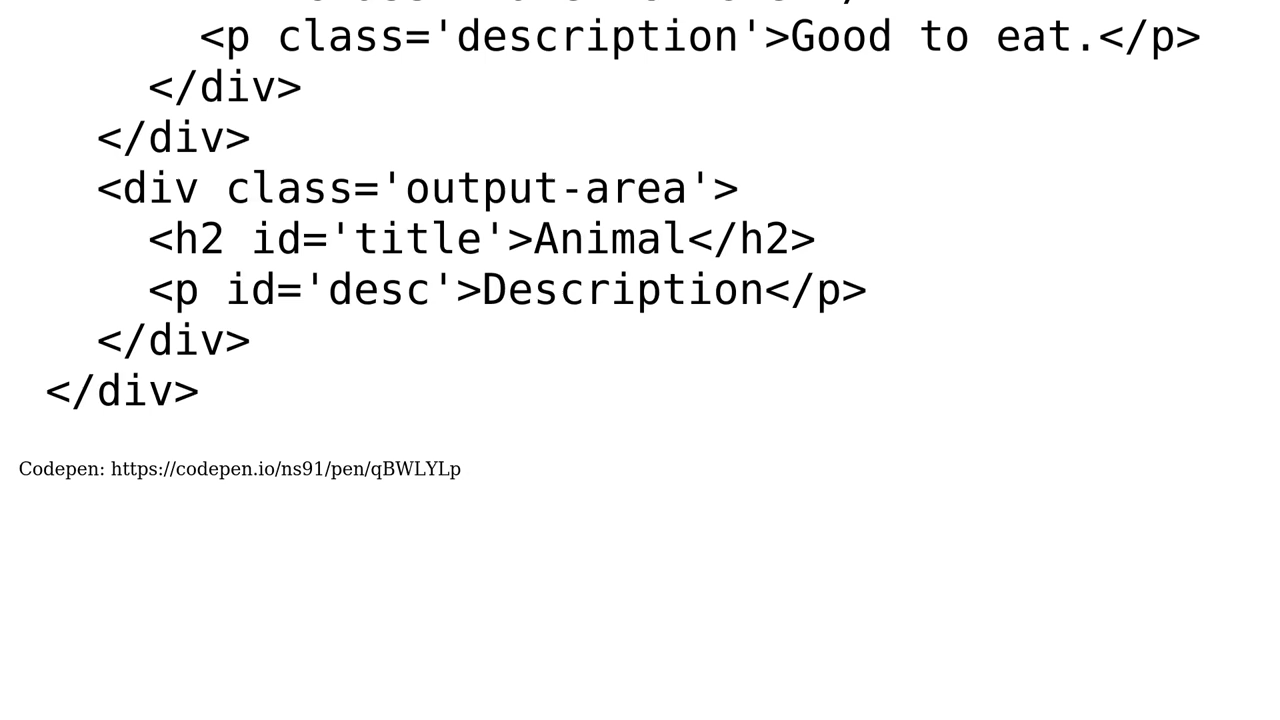 <p class='description'>Good to eat.</p>
</div>
</div>
<div class='output-area'>
<h2 id='title'>Animal</h2>
<p id='desc'>Description</p>
</div>
</div>
Codepen: https://codepen.io/ns91/pen/qBWLYLp